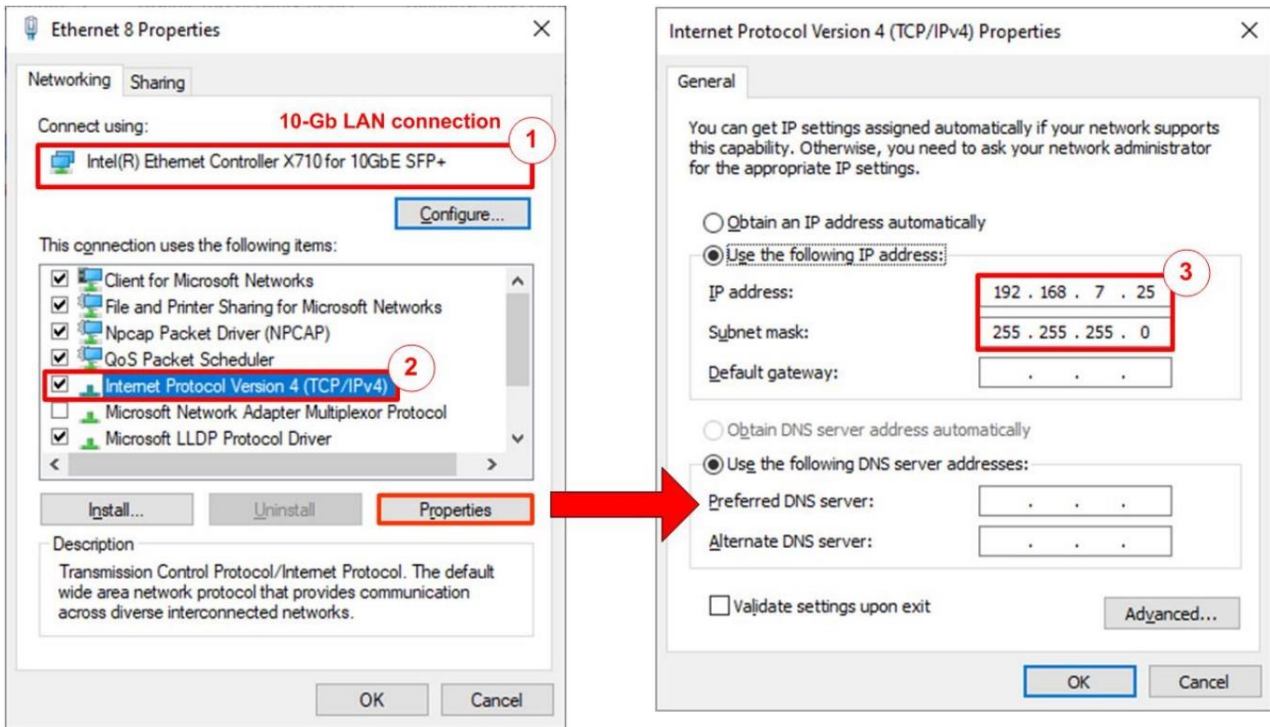 Ethernet 8 Properties
Networking
Sharing
Connect using:
10-Gb LAN connection
1
Intel(R) Ethernet Controller X710 for 10GbE SFP+
Configure...
This connection uses the following items:
Client for Microsoft Networks
File and Printer Sharing for Microsoft Networks
Npcap Packet Driver (NPCAP)
QoS Packet Scheduler
2
Internet Protocol Version 4 (TCP/IPv4)
Microsoft Network Adapter Multiplexor Protocol
Microsoft LLDP Protocol Driver
Install...
Uninstall
Properties
Description
Transmission Control Protocol/Internet Protocol. The default
wide area network protocol that provides communication
across diverse interconnected networks.
OK
Cancel
Internet Protocol Version 4 (TCP/IPv4) Properties
General
You can get IP settings assigned automatically if your network supports
this capability. Otherwise, you need to ask your network administrator
for the appropriate IP settings.
Obtain an IP address automatically
Use the following IP address:
3
IP address:
192 . 168 . 7 . 25
Subnet mask:
255 . 255 . 255 . 0
Default gateway:
. . .
Obtain DNS server address automatically
Use the following DNS server addresses:
Preferred DNS server:
. . .
Alternate DNS server:
. . .
Validate settings upon exit
Advanced...
OK
Cancel